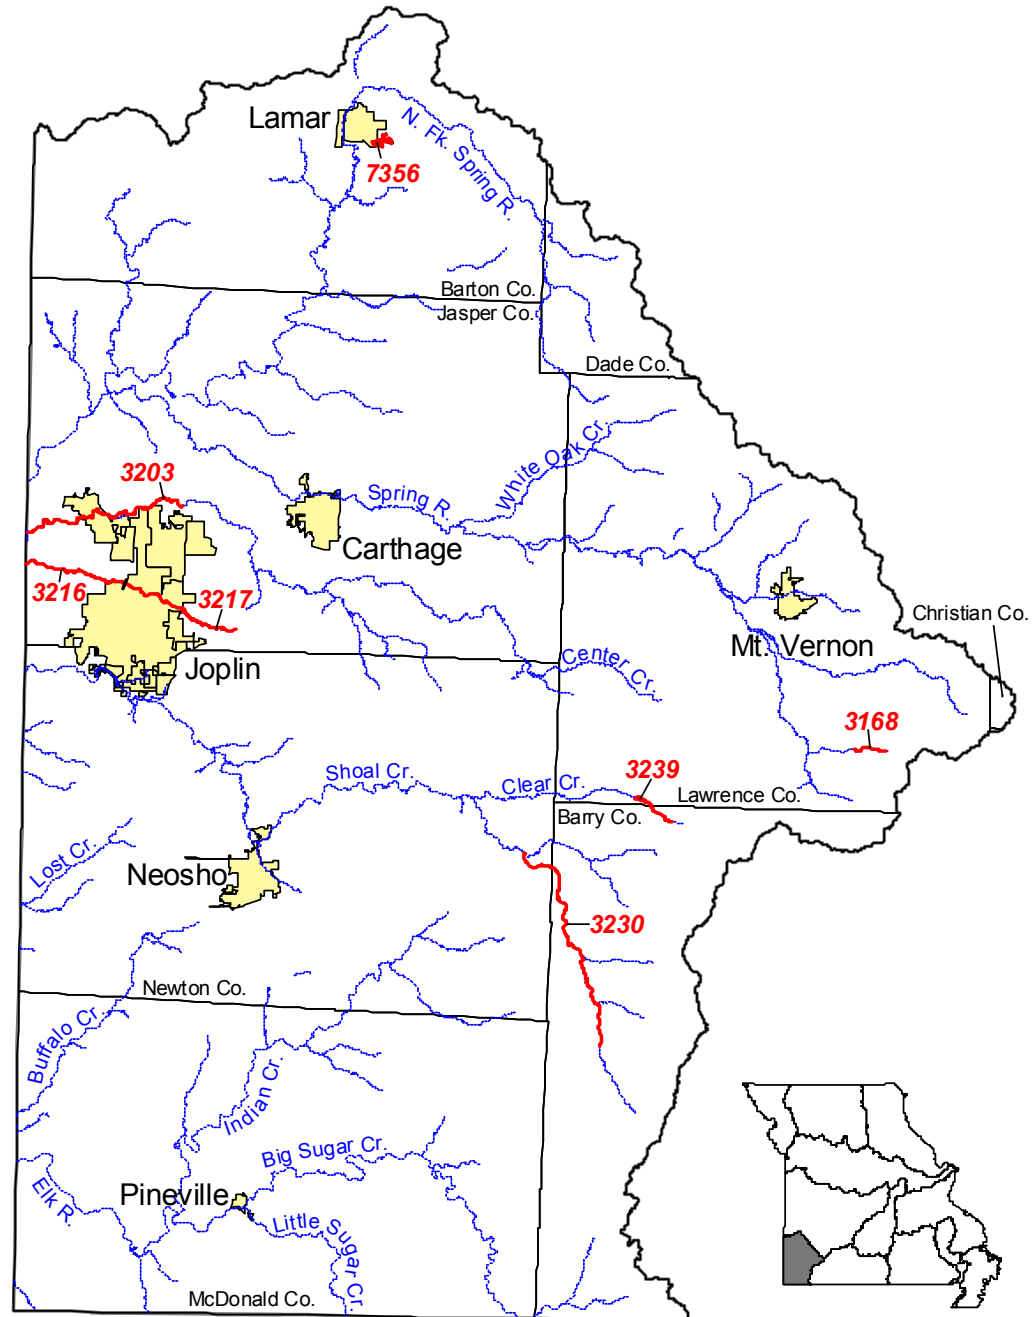 Lamar
7356
N. Fk. Spring R.
Barton Co.
Jasper Co.
Dade Co.
White Oak Cr.
3203
Spring R.
Carthage
3216
3217
Christian Co.
Mt. Vernon
Joplin
Center Cr.
3168
3239
Shoal Cr.
Clear Cr.
Lawrence Co.
Barry Co.
Lost Cr.
Neosho
3230
Newton Co.
Buffalo Cr.
Indian Cr.
Big Sugar Cr.
Elk R.
Pineville
Little Sugar Cr.
McDonald Co.